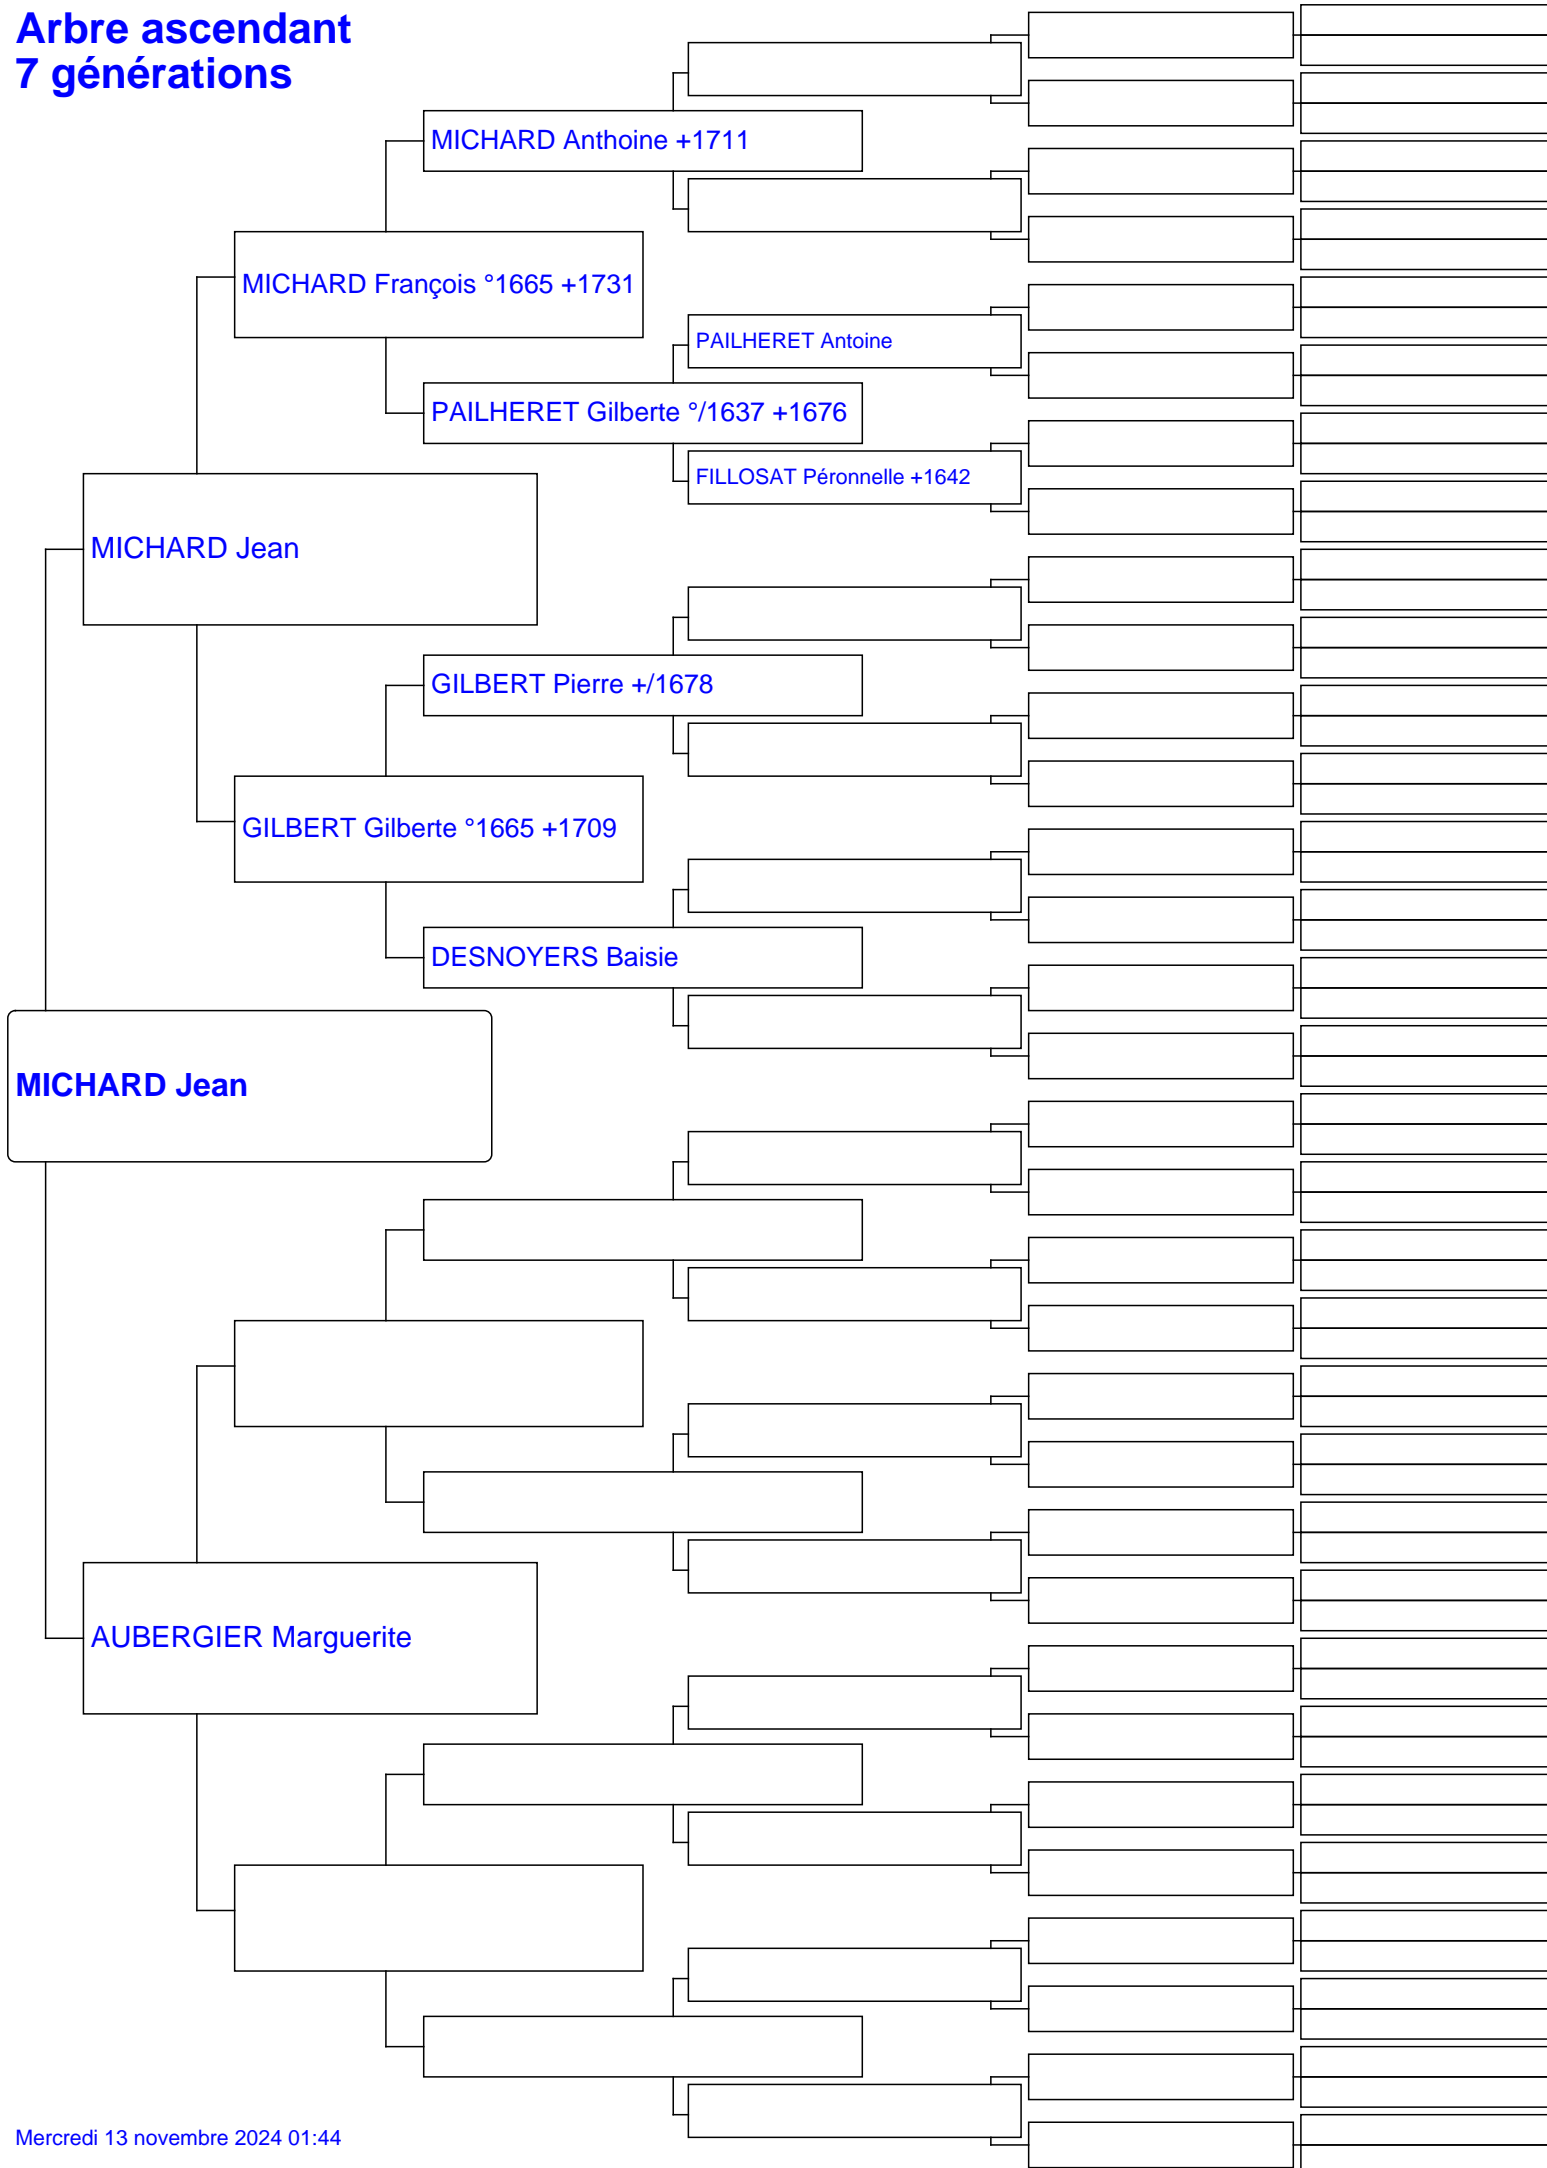 Arbre ascendant
7 générations
MICHARD Anthoine +1711
MICHARD François °1665 +1731
PAILHERET Antoine
PAILHERET Gilberte °/1637 +1676
FILLOSAT Péronnelle +1642
MICHARD Jean
GILBERT Pierre +/1678
GILBERT Gilberte °1665 +1709
DESNOYERS Baisie
MICHARD Jean
AUBERGIER Marguerite
Mercredi 13 novembre 2024 01:44